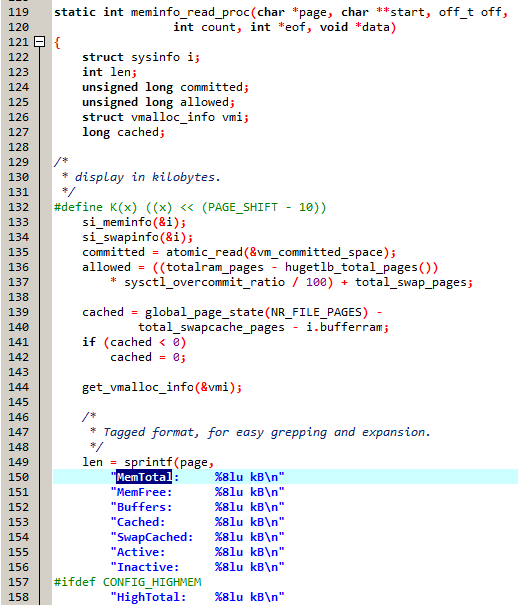 119 static int meminfo_read_proc(char *page, char **start, off_t off,
120                 int count, int *eof, void *data)
121 {
122     struct sysinfo i;
123     int len;
124     unsigned long committed;
125     unsigned long allowed;
126     struct vmalloc_info vmi;
127     long cached;
128
129 /*
130  * display in kilobytes.
131  */
132 #define K(x) ((x) << (PAGE_SHIFT - 10))
133     si_meminfo(&i);
134     si_swapinfo(&i);
135     committed = atomic_read(&vm_committed_space);
136     allowed = ((totalram_pages - hugetlb_total_pages())
137         * sysctl_overcommit_ratio / 100) + total_swap_pages;
138
139     cached = global_page_state(NR_FILE_PAGES) -
140             total_swapcache_pages - i.bufferram;
141     if (cached < 0)
142         cached = 0;
143
144     get_vmalloc_info(&vmi);
145
146     /*
147      * Tagged format, for easy grepping and expansion.
148      */
149     len = sprintf(page,
150         "MemTotal:     %8lu kB\n"
151         "MemFree:      %8lu kB\n"
152         "Buffers:      %8lu kB\n"
153         "Cached:       %8lu kB\n"
154         "SwapCached:   %8lu kB\n"
155         "Active:       %8lu kB\n"
156         "Inactive:     %8lu kB\n"
157 #ifdef CONFIG_HIGHMEM
158         "HighTotal:    %8lu kB\n"